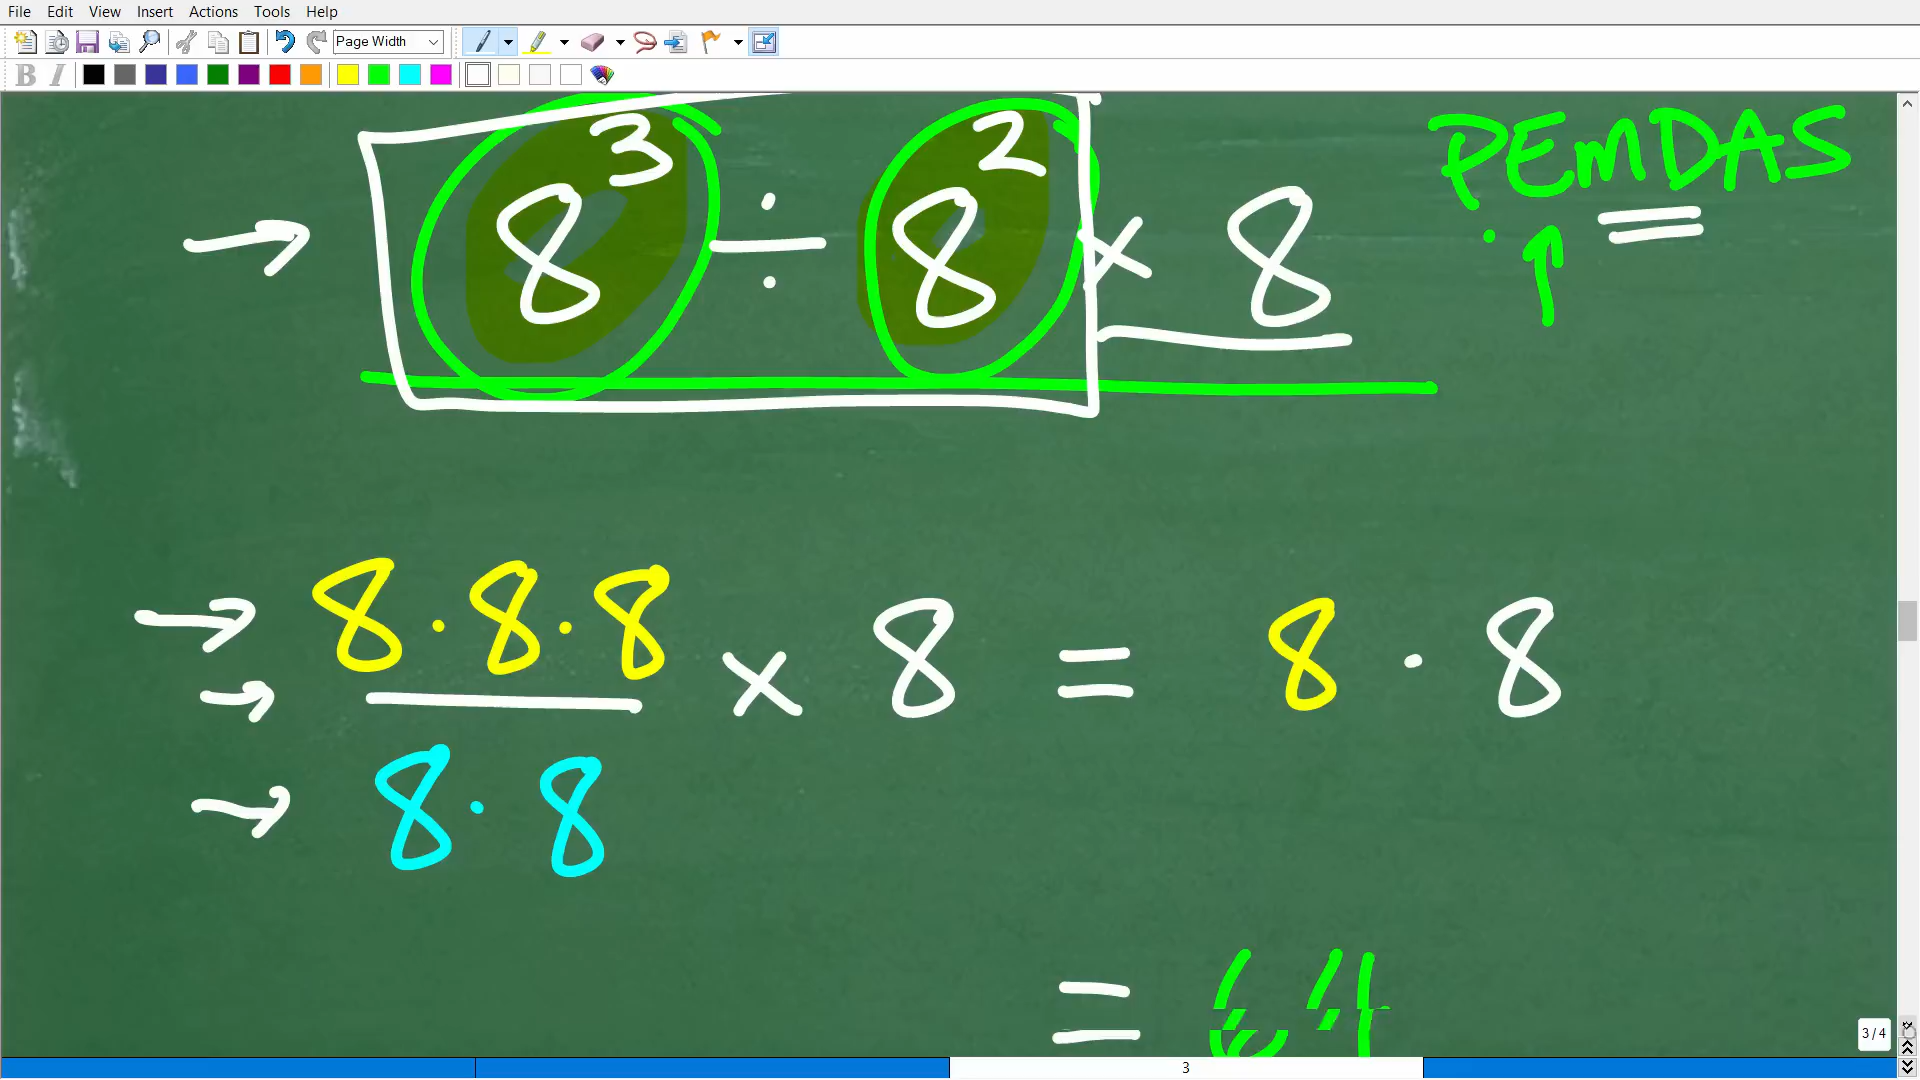 File Edit View Insert Actions Tools Help
Page Width
B I
8³ ÷ 8² × 8
PEMDAS
→ 8·8·8 × 8 = 8 · 8
8·8
= 64
3/4
3